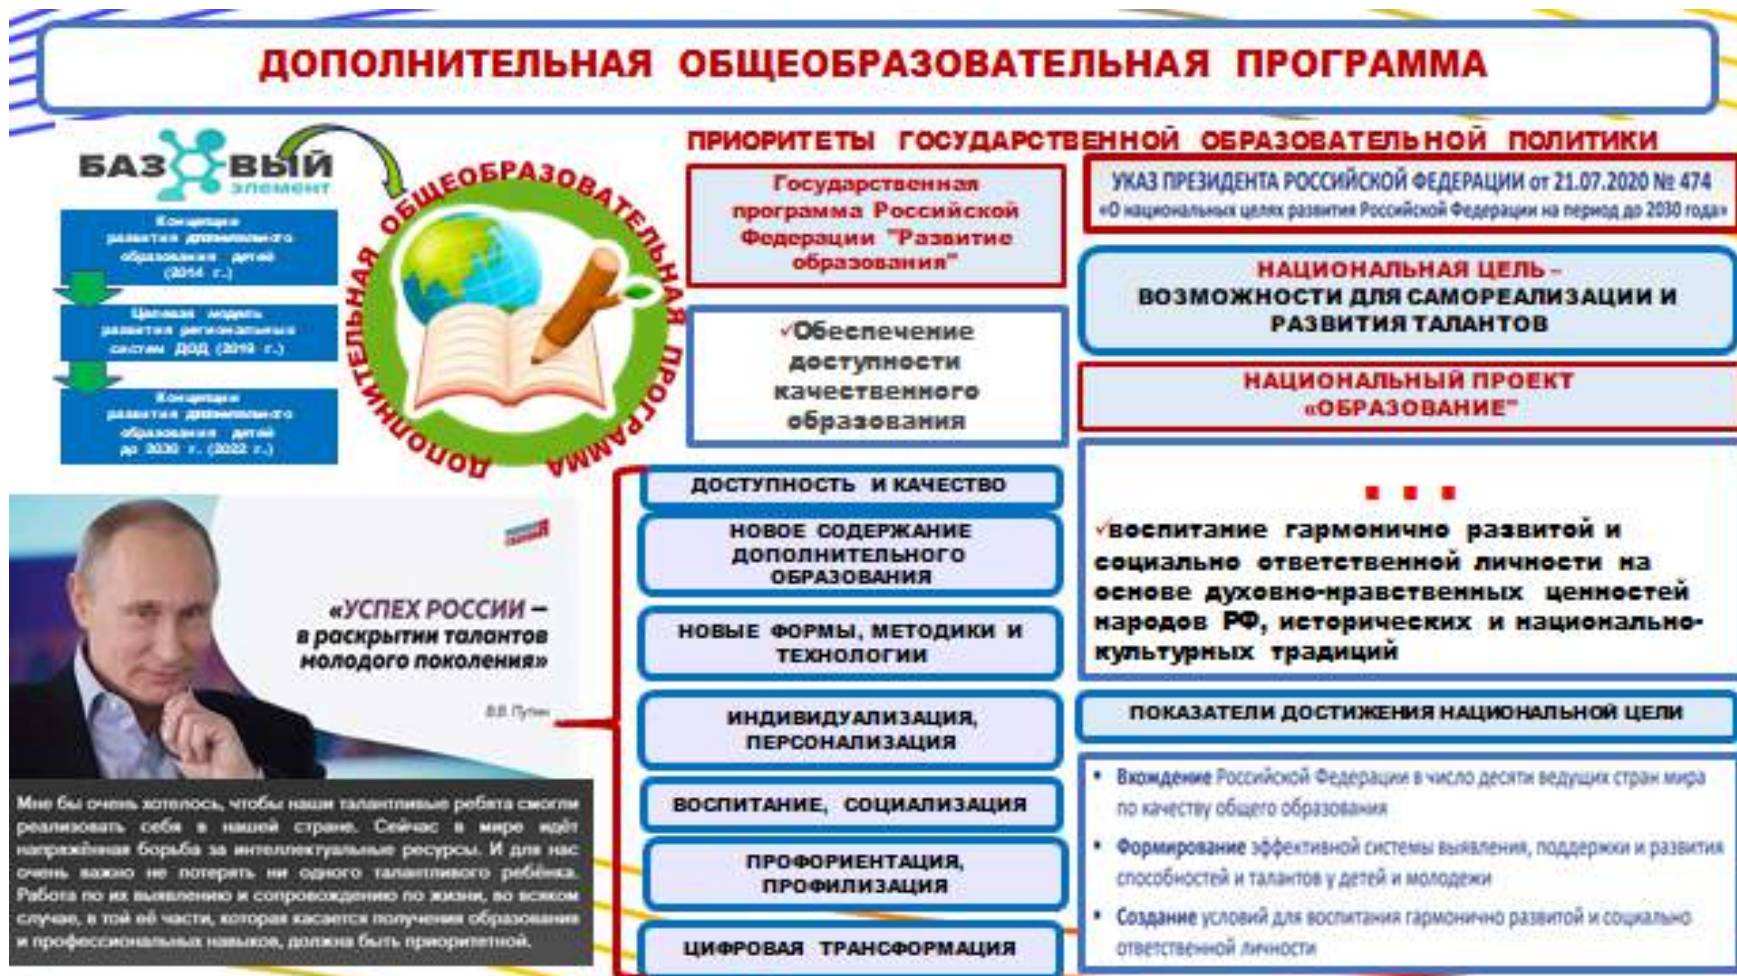 ДОПОЛНИТЕЛЬНАЯ ОБЩЕОБРАЗОВАТЕЛЬНАЯ ПРОГРАММА
БАЗОВЫЙ
элемент
Концепция
развития дополнительного
образования детей
(2014 г.)
Целевая модель
развития региональных
систем ДОД (2019 г.)
Концепция
развития дополнительного
образования детей
до 2030 г. (2022 г.)
ДОПОЛНИТЕЛЬНАЯ ОБЩЕОБРАЗОВАТЕЛЬНАЯ ПРОГРАММА
ПРИОРИТЕТЫ ГОСУДАРСТВЕННОЙ ОБРАЗОВАТЕЛЬНОЙ ПОЛИТИКИ
Государственная
программа Российской
Федерации "Развитие
образования"
✓Обеспечение
доступности
качественного
образования
УКАЗ ПРЕЗИДЕНТА РОССИЙСКОЙ ФЕДЕРАЦИИ от 21.07.2020 № 474
«О национальных целях развития Российской Федерации на период до 2030 года»
НАЦИОНАЛЬНАЯ ЦЕЛЬ –
ВОЗМОЖНОСТИ ДЛЯ САМОРЕАЛИЗАЦИИ И
РАЗВИТИЯ ТАЛАНТОВ
НАЦИОНАЛЬНЫЙ ПРОЕКТ
«ОБРАЗОВАНИЕ"
...
✓воспитание гармонично развитой и
социально ответственной личности на
основе духовно-нравственных ценностей
народов РФ, исторических и национально-
культурных традиций
ПОКАЗАТЕЛИ ДОСТИЖЕНИЯ НАЦИОНАЛЬНОЙ ЦЕЛИ
▪ Вхождение Российской Федерации в число десяти ведущих стран мира
по качеству общего образования
▪ Формирование эффективной системы выявления, поддержки и развития
способностей и талантов у детей и молодежи
▪ Создание условий для воспитания гармонично развитой и социально
ответственной личности
ДОСТУПНОСТЬ И КАЧЕСТВО
НОВОЕ СОДЕРЖАНИЕ
ДОПОЛНИТЕЛЬНОГО
ОБРАЗОВАНИЯ
НОВЫЕ ФОРМЫ, МЕТОДИКИ И
ТЕХНОЛОГИИ
ИНДИВИДУАЛИЗАЦИЯ,
ПЕРСОНАЛИЗАЦИЯ
ВОСПИТАНИЕ, СОЦИАЛИЗАЦИЯ
ПРОФОРИЕНТАЦИЯ,
ПРОФИЛИЗАЦИЯ
ЦИФРОВАЯ ТРАНСФОРМАЦИЯ
«УСПЕХ РОССИИ –
в раскрытии талантов
молодого поколения»
В.В. Путин
Мне бы очень хотелось, чтобы наши талантливые ребята смогли
реализовать себя в нашей стране. Сейчас в мире идёт
напряжённая борьба за интеллектуальные ресурсы. И для нас
очень важно не потерять ни одного талантливого ребёнка.
Работа по их выявлению и сопровождению по жизни, во всяком
случае, в той её части, которая касается получения образования
и профессиональных навыков, должна быть приоритетной.